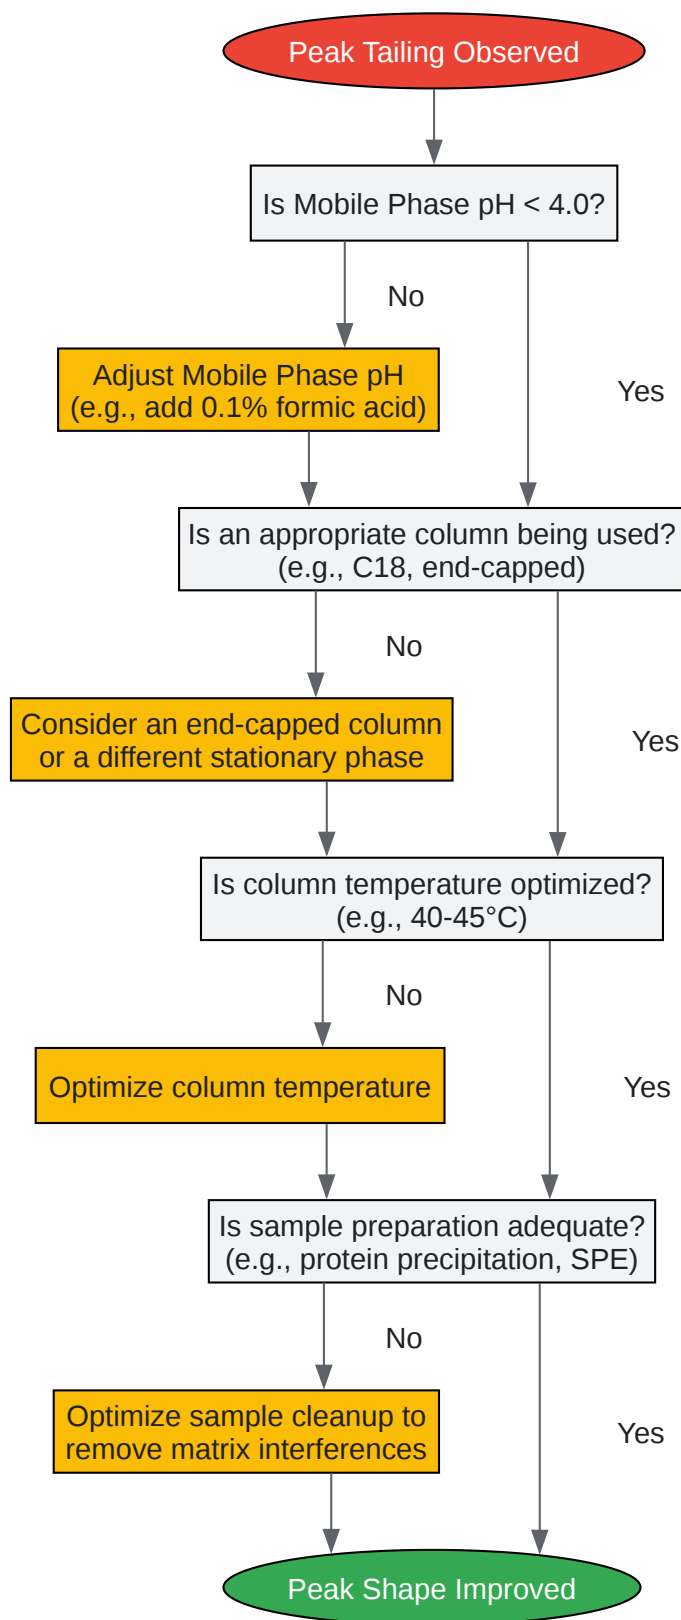 Peak Tailing Observed
Is Mobile Phase pH < 4.0?
No
Adjust Mobile Phase pH
(e.g., add 0.1% formic acid)
Yes
Is an appropriate column being used?
(e.g., C18, end-capped)
No
Consider an end-capped column
or a different stationary phase
Yes
Is column temperature optimized?
(e.g., 40-45°C)
No
Optimize column temperature
Yes
Is sample preparation adequate?
(e.g., protein precipitation, SPE)
No
Optimize sample cleanup to
remove matrix interferences
Yes
Peak Shape Improved